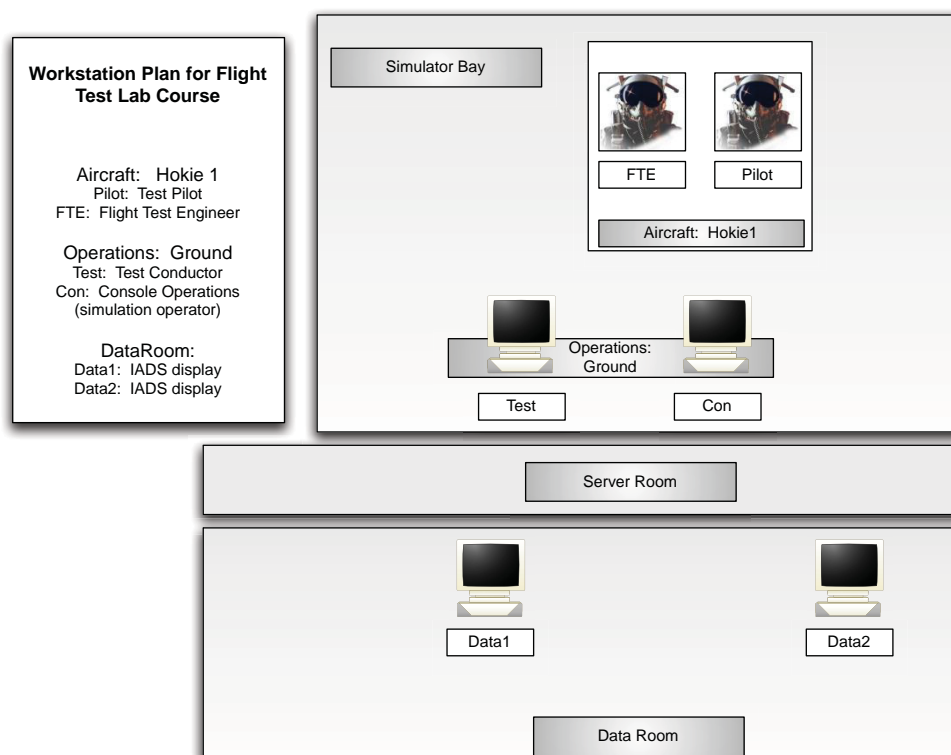 Workstation Plan for Flight
Test Lab Course
Aircraft: Hokie 1
Pilot: Test Pilot
FTE: Flight Test Engineer
Operations: Ground
Test: Test Conductor
Con: Console Operations
(simulation operator)
DataRoom:
Data1: IADS display
Data2: IADS display
Simulator Bay
FTE
Pilot
Aircraft: Hokie1
Operations:
Ground
Test
Con
Server Room
Data1
Data2
Data Room